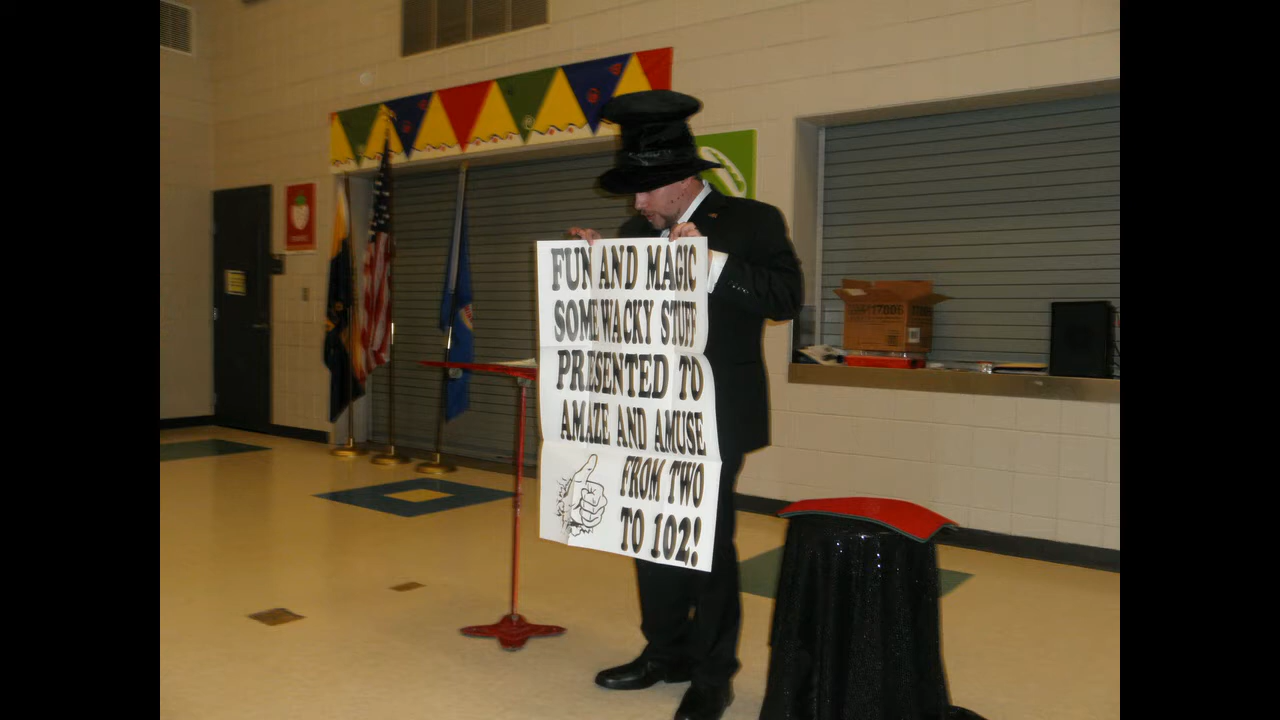 FUN AND MAGIC
SOME WACKY STUFF
PRESENTED TO
AMAZE AND AMUSE
FROM TWO
TO 102!